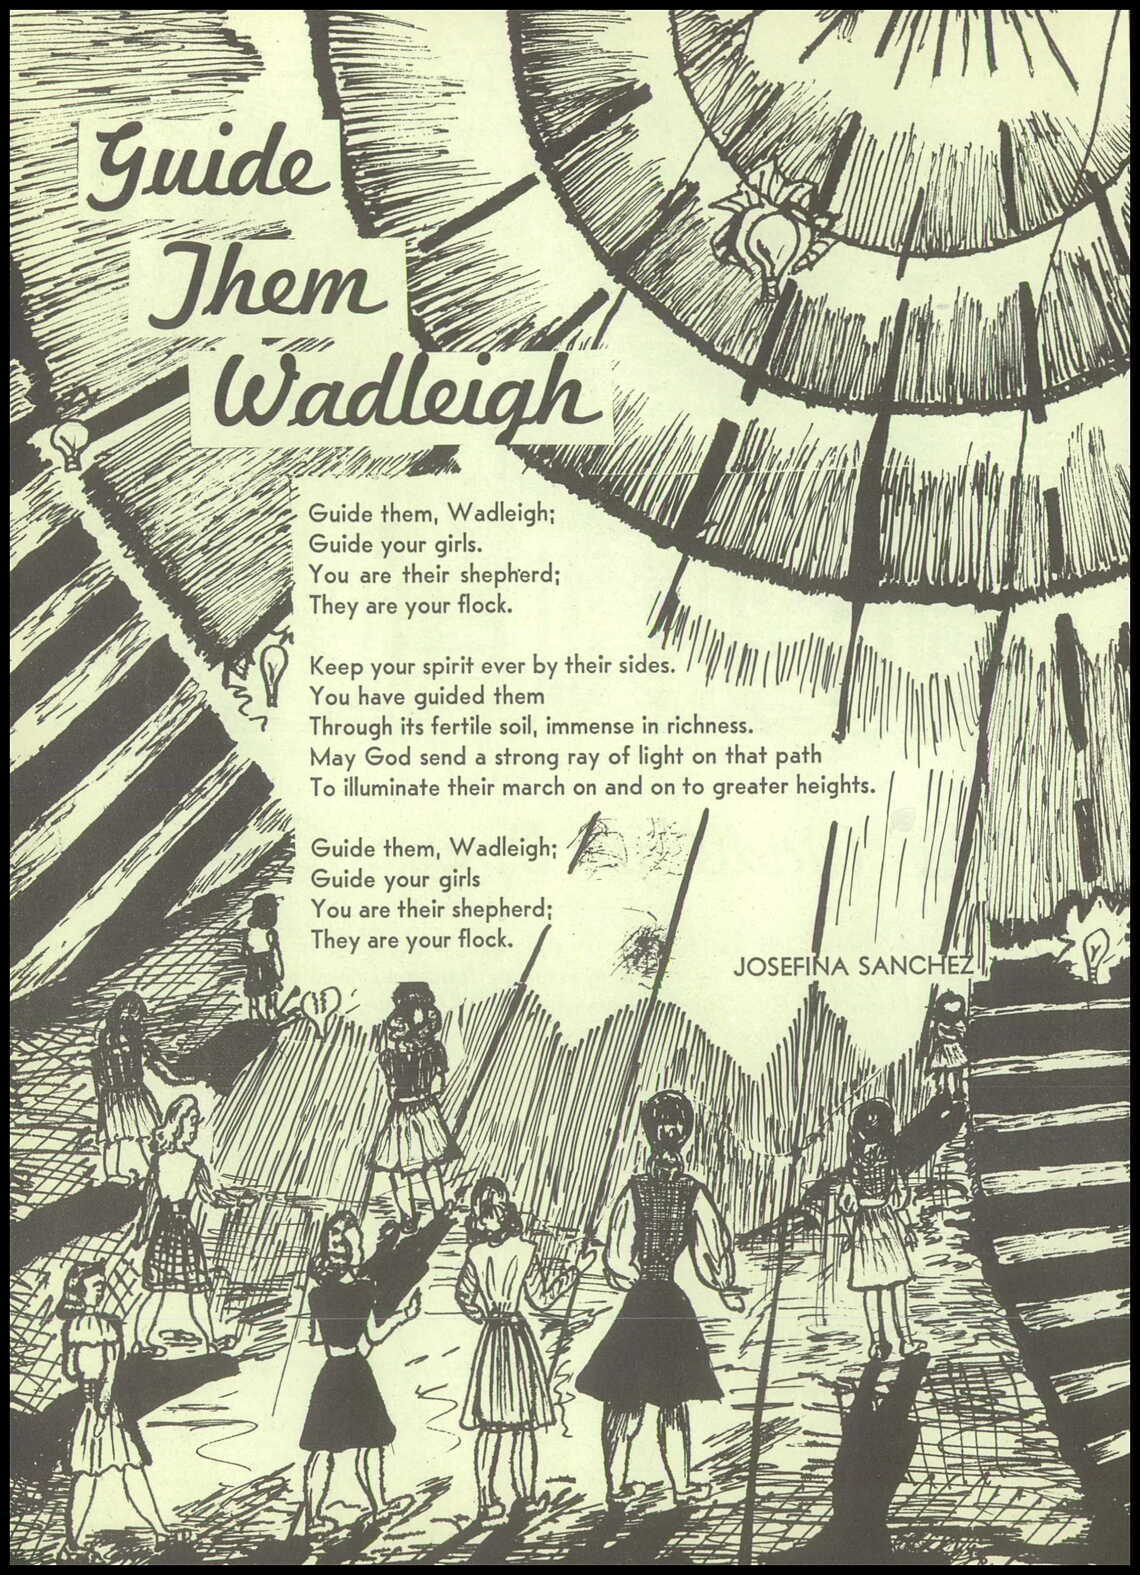 Guide
Them
Wadleigh
Guide them, Wadleigh;
Guide your girls.
You are their shepherd;
They are your flock.
Keep your spirit ever by their sides.
You have guided them
Through its fertile soil, immense in richness.
May God send a strong ray of light on that path
To illuminate their march on and on to greater heights.
Guide them, Wadleigh;
Guide your girls
You are their shepherd;
They are your flock.
JOSEFINA SANCHEZ